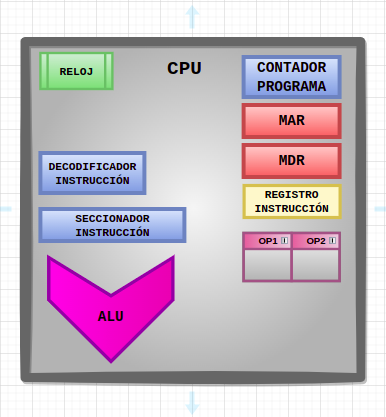 RELOJ
CPU
CONTADOR
PROGRAMA
MAR
MDR
DECODIFICADOR
INSTRUCCIÓN
REGISTRO
INSTRUCCIÓN
SECCIONADOR
INSTRUCCIÓN
OP1
OP2
ALU